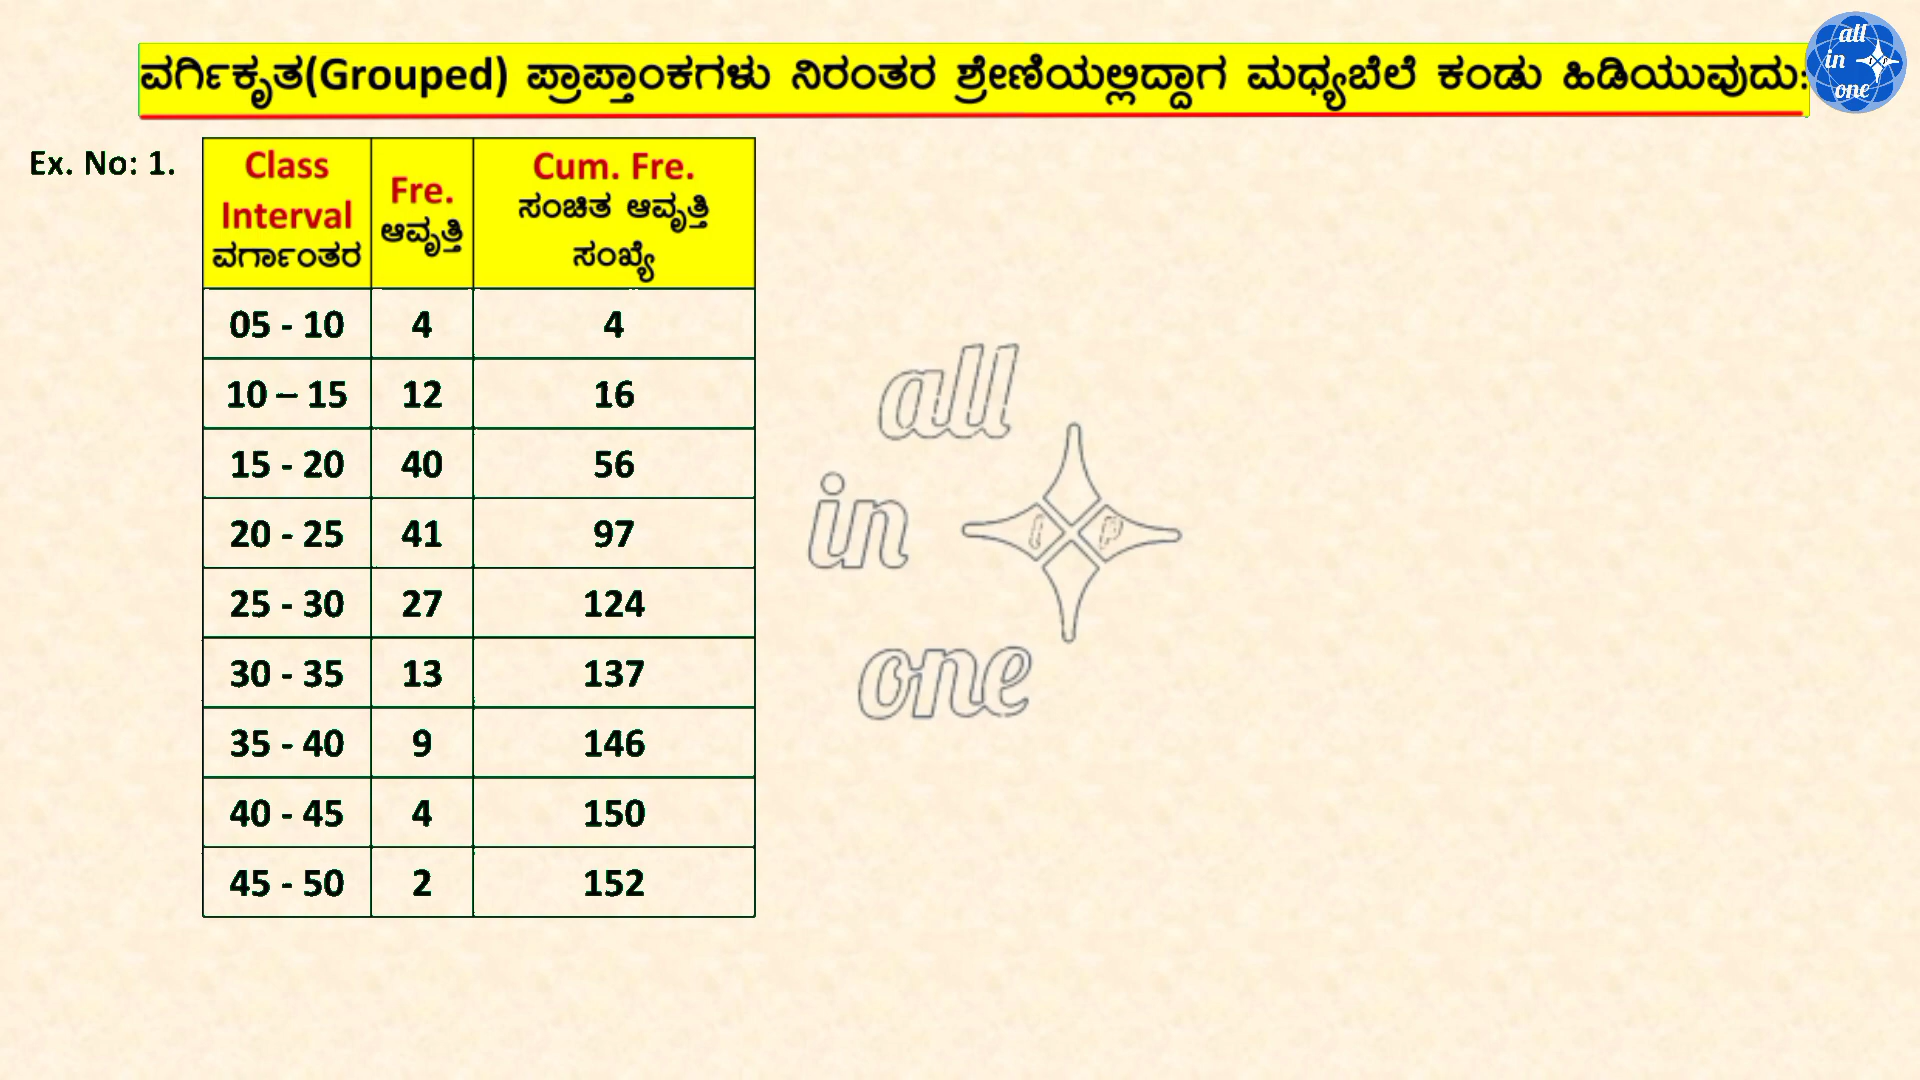 ವರ್ಗಿಕೃತ(Grouped) ಪ್ರಾಪ್ತಾಂಕಗಳು ನಿರಂತರ ಶ್ರೇಣಿಯಲ್ಲಿದ್ದಾಗ ಮಧ್ಯಬೆಲೆ ಕಂಡು ಹಿಡಿಯುವುದು:
all
in
one
Ex. No: 1.
Class Interval ವರ್ಗಾಂತರ
Fre. ಆವೃತ್ತಿ
Cum. Fre. ಸಂಚಿತ ಆವೃತ್ತಿ ಸಂಖ್ಯೆ
05 - 10 4 4
10 – 15 12 16
15 - 20 40 56
20 - 25 41 97
25 - 30 27 124
30 - 35 13 137
35 - 40 9 146
40 - 45 4 150
45 - 50 2 152
all
in
one